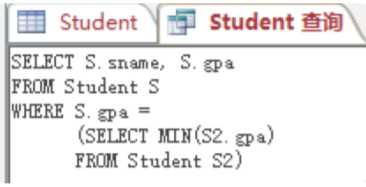 Student
Student 查询
SELECT S.sname, S.gpa
FROM Student S
WHERE S.gpa =
(SELECT MIN(S2.gpa)
FROM Student S2)